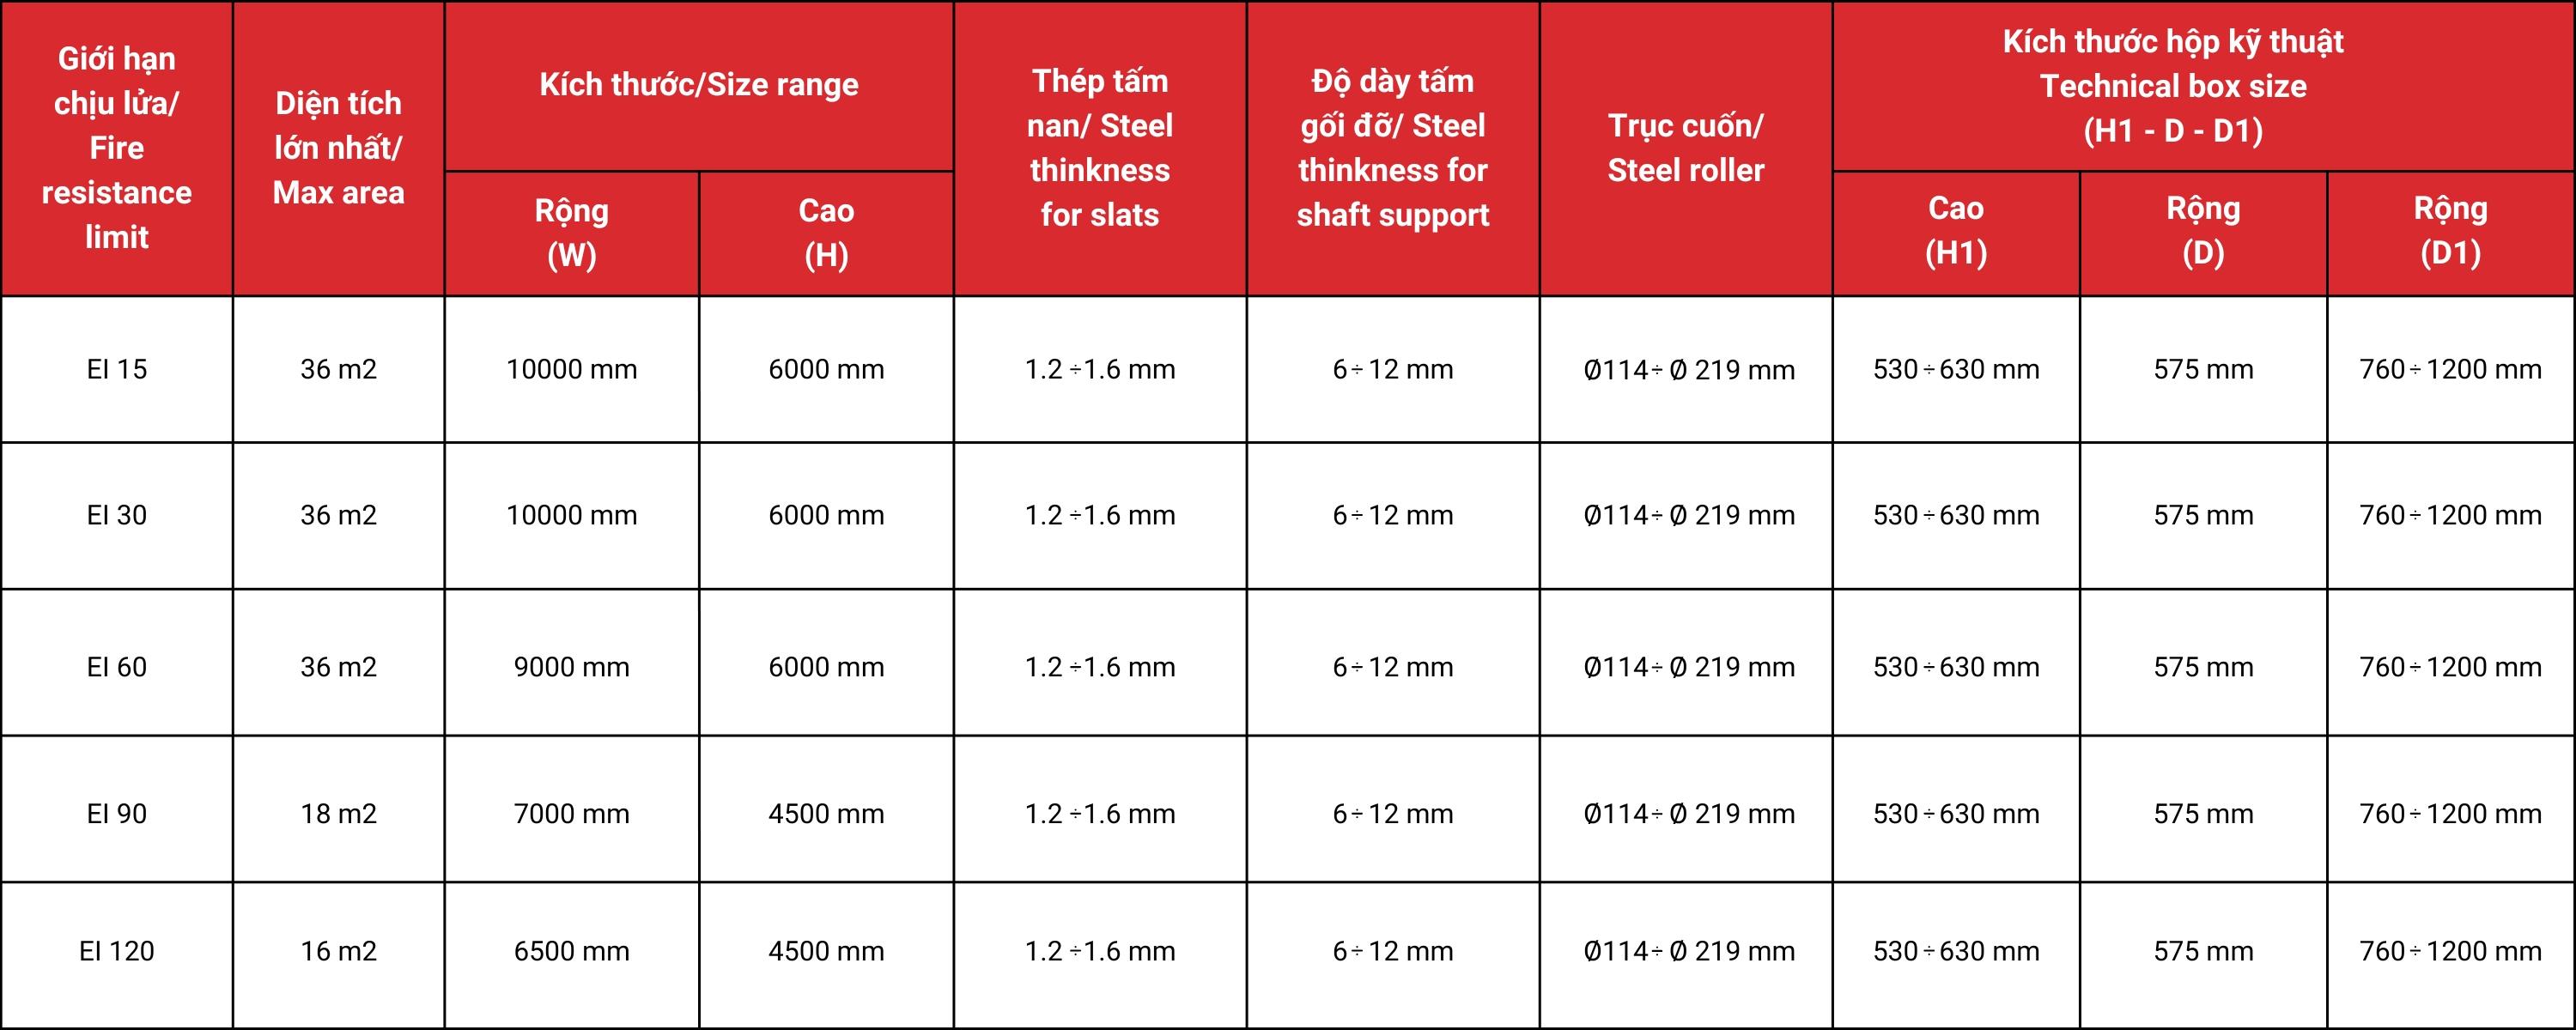 Giới hạn
chịu lửa/
Fire
resistance
limit
Diện tích
lớn nhất/
Max area
Kích thước/Size range
Rộng
(W)
Cao
(H)
Thép tấm
nan/ Steel
thinkness
for slats
Độ dày tấm
gối đỡ/ Steel
thinkness for
shaft support
Trục cuốn/
Steel roller
Kích thước hộp kỹ thuật
Technical box size
(H1 - D - D1)
Cao
(H1)
Rộng
(D)
Rộng
(D1)
EI 15 36 m2 10000 mm 6000 mm 1.2 ÷1.6 mm 6÷ 12 mm Ø114÷ Ø 219 mm 530÷630 mm 575 mm 760÷1200 mm
EI 30 36 m2 10000 mm 6000 mm 1.2 ÷1.6 mm 6÷ 12 mm Ø114÷ Ø 219 mm 530÷630 mm 575 mm 760÷1200 mm
EI 60 36 m2 9000 mm 6000 mm 1.2 ÷1.6 mm 6÷ 12 mm Ø114÷ Ø 219 mm 530÷630 mm 575 mm 760÷1200 mm
EI 90 18 m2 7000 mm 4500 mm 1.2 ÷1.6 mm 6÷ 12 mm Ø114÷ Ø 219 mm 530÷630 mm 575 mm 760÷1200 mm
EI 120 16 m2 6500 mm 4500 mm 1.2 ÷1.6 mm 6÷ 12 mm Ø114÷ Ø 219 mm 530÷630 mm 575 mm 760÷1200 mm